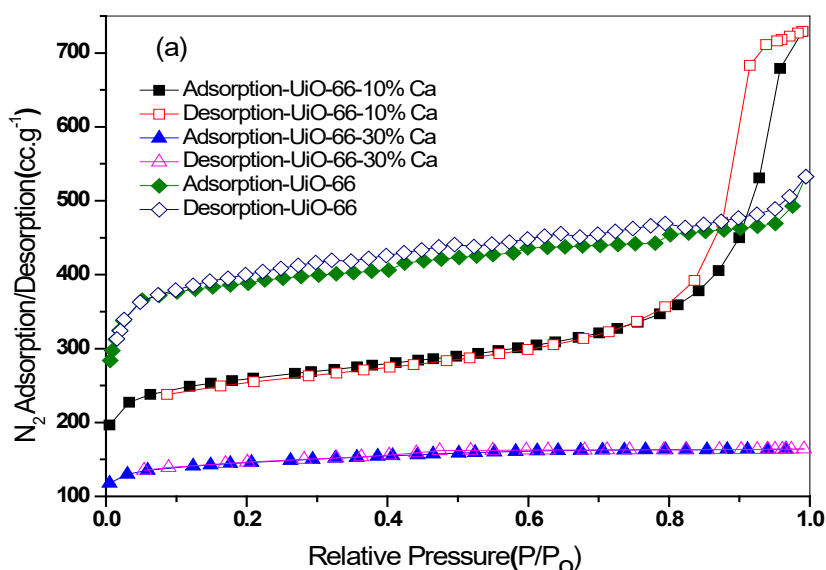 (a)
Adsorption-UiO-66-10% Ca
Desorption-UiO-66-10% Ca
Adsorption-UiO-66-30% Ca
Desorption-UiO-66-30% Ca
Adsorption-UiO-66
Desorption-UiO-66
N₂ Adsorption/Desorption(cc.g⁻¹)
700
600
500
400
300
200
100
0.0 0.2 0.4 0.6 0.8 1.0
Relative Pressure(P/P₀)